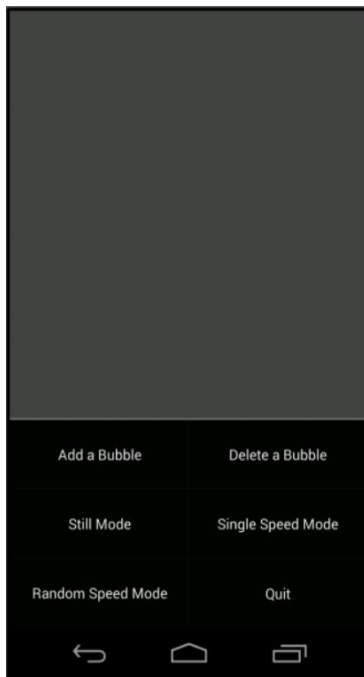 Add a Bubble
Delete a Bubble
Still Mode
Single Speed Mode
Random Speed Mode
Quit